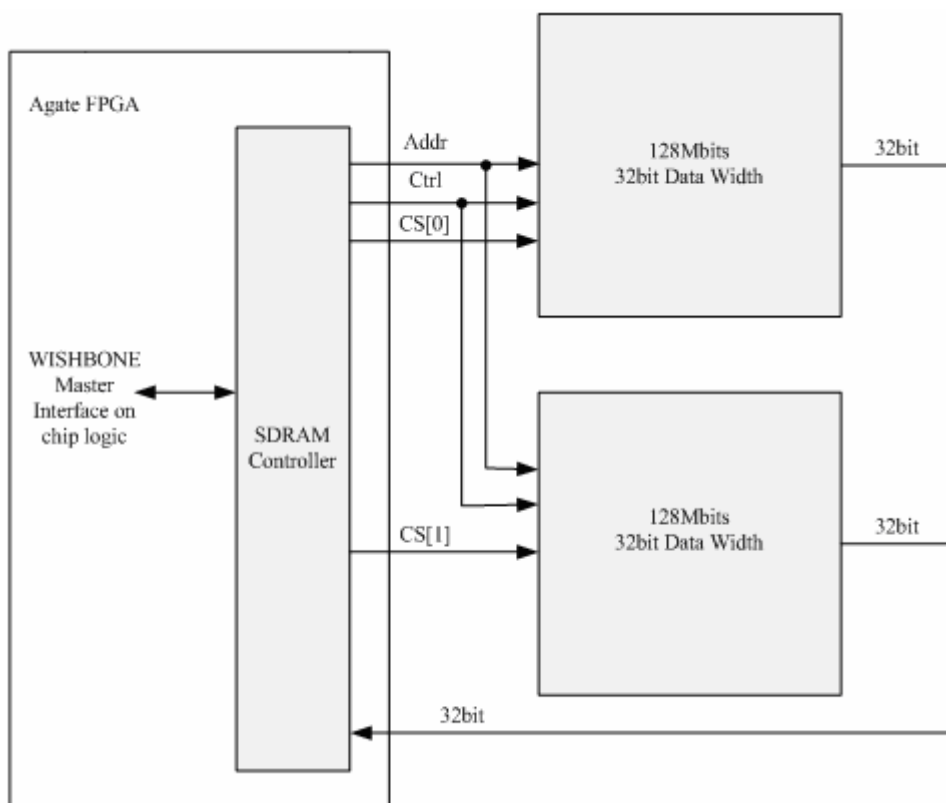 Agate FPGA
WISHBONE
Master
Interface on
chip logic
SDRAM
Controller
Addr
Ctrl
CS[0]
CS[1]
32bit
128Mbits
32bit Data Width
32bit
128Mbits
32bit Data Width
32bit